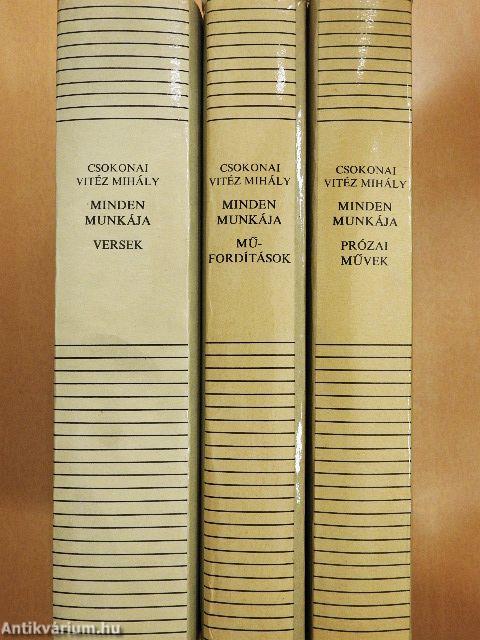 CSOKONAI
VITÉZ MIHÁLY
MINDEN
MUNKÁJA
VERSEK
CSOKONAI
VITÉZ MIHÁLY
MINDEN
MUNKÁJA
MŰ-
FORDÍTÁSOK
CSOKONAI
VITÉZ MIHÁLY
MINDEN
MUNKÁJA
PRÓZAI
MŰVEK
Antikvárium.hu